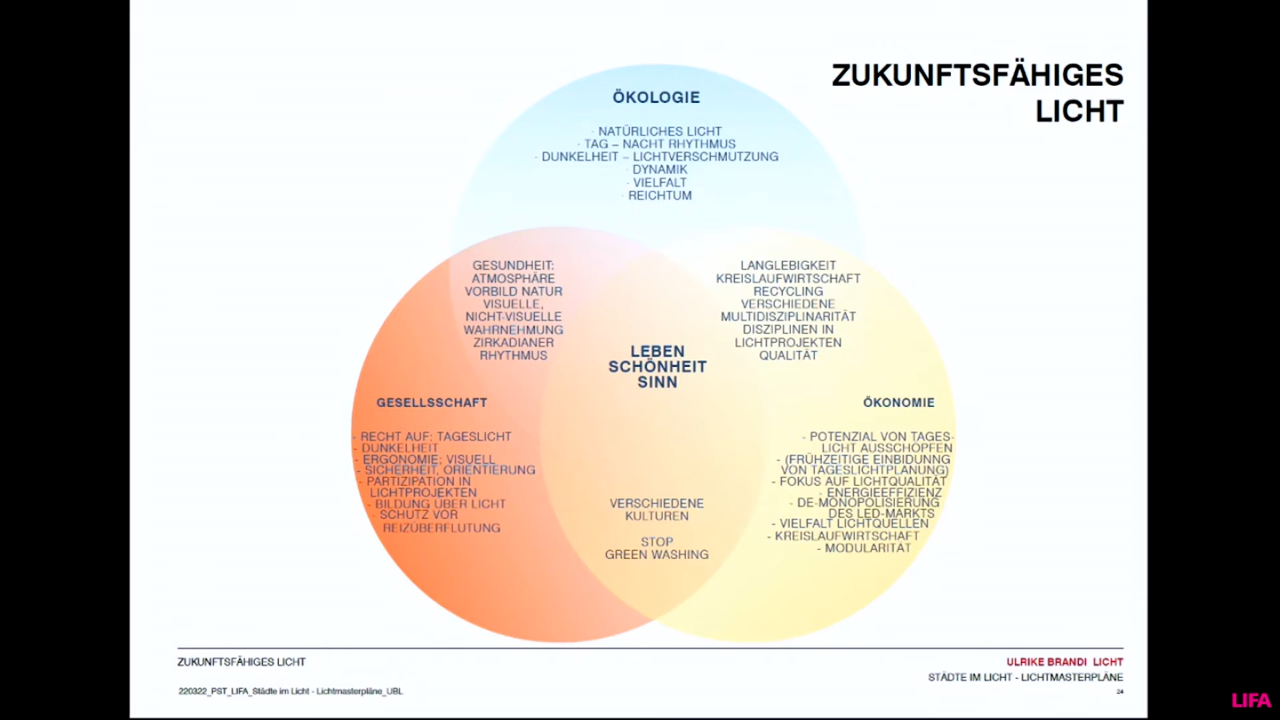 ZUKUNFTSFÄHIGES
LICHT
ÖKOLOGIE
· NATÜRLICHES LICHT
· TAG – NACHT RHYTHMUS
· DUNKELHEIT – LICHTVERSCHMUTZUNG
· DYNAMIK
· VIELFALT
· REICHTUM
GESUNDHEIT:
ATMOSPHÄRE
VORBILD NATUR
VISUELLE,
NICHT-VISUELLE
WAHRNEHMUNG
ZIRKADIANER
RHYTHMUS
LANGLEBIGKEIT
KREISLAUFWIRTSCHAFT
RECYCLING
VERSCHIEDENE
MULTIDISZIPLINARITÄT
DISZIPLINEN IN
LICHTPROJEKTEN
QUALITÄT
LEBEN
SCHÖNHEIT
SINN
GESELLSSCHAFT
- RECHT AUF: TAGESLICHT
- DUNKELHEIT
- ERGONOMIE: VISUELL
- SICHERHEIT, ORIENTIERUNG
- PARTIZIPATION IN
LICHTPROJEKTEN
- BILDUNG ÜBER LICHT
- SCHUTZ VOR
REIZÜBERFLUTUNG
ÖKONOMIE
- POTENZIAL VON TAGES-
LICHT AUSSCHÖPFEN
- (FRÜHZEITIGE EINBIDUNNG
VON TAGESLICHTPLANUNG)
- FOKUS AUF LICHTQUALITÄT
- ENERGIEEFFIZIENZ
- DE-MONOPOLISIERUNG
DES LED-MARKTS
- VIELFALT LICHTQUELLEN
- KREISLAUFWIRTSCHAFT
- MODULARITÄT
VERSCHIEDENE
KULTUREN
STOP
GREEN WASHING
ZUKUNFTSFÄHIGES LICHT
220322_PST_LIFA_Städte im Licht - Lichtmasterpläne_UBL
ULRIKE BRANDI LICHT
STÄDTE IM LICHT - LICHTMASTERPLÄNE
24
LIFA